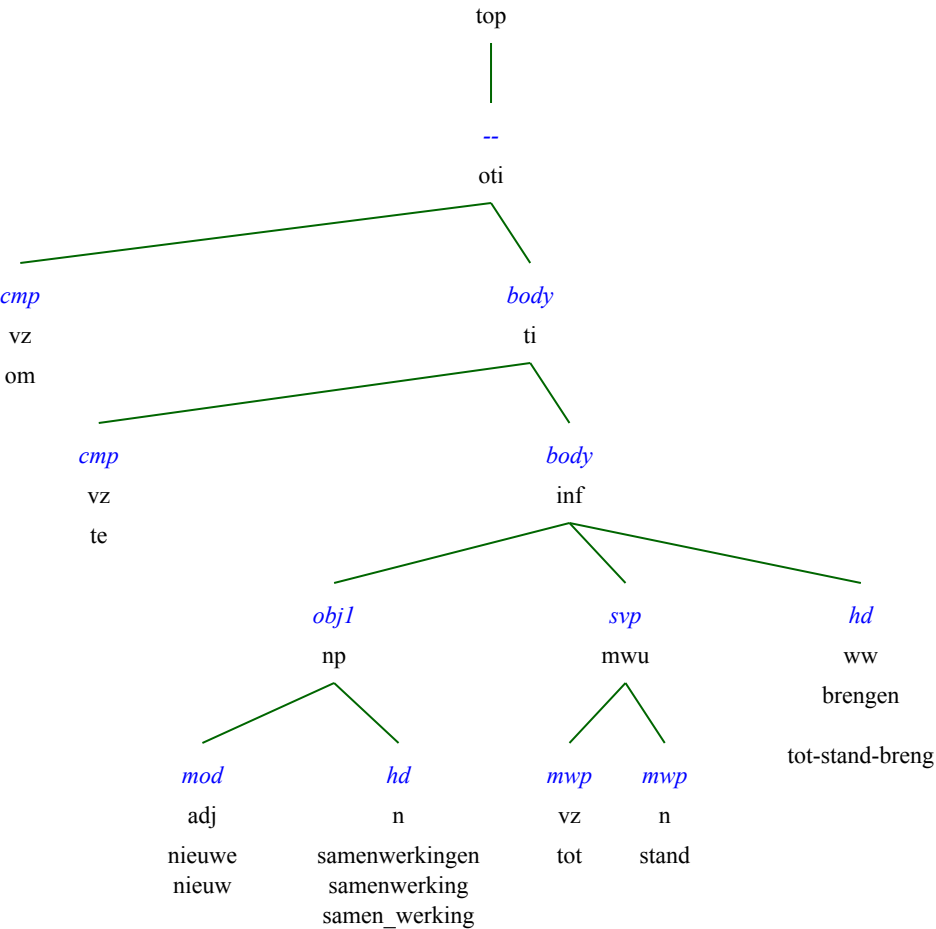 top
--
oti
cmp body
vz ti
om
cmp body
vz inf
te
obj1 svp hd
np mwu ww
brengen
tot-stand-breng
mod hd mwp mwp
adj n vz n
nieuwe samenwerkingen tot stand
nieuw samenwerking
samen_werking